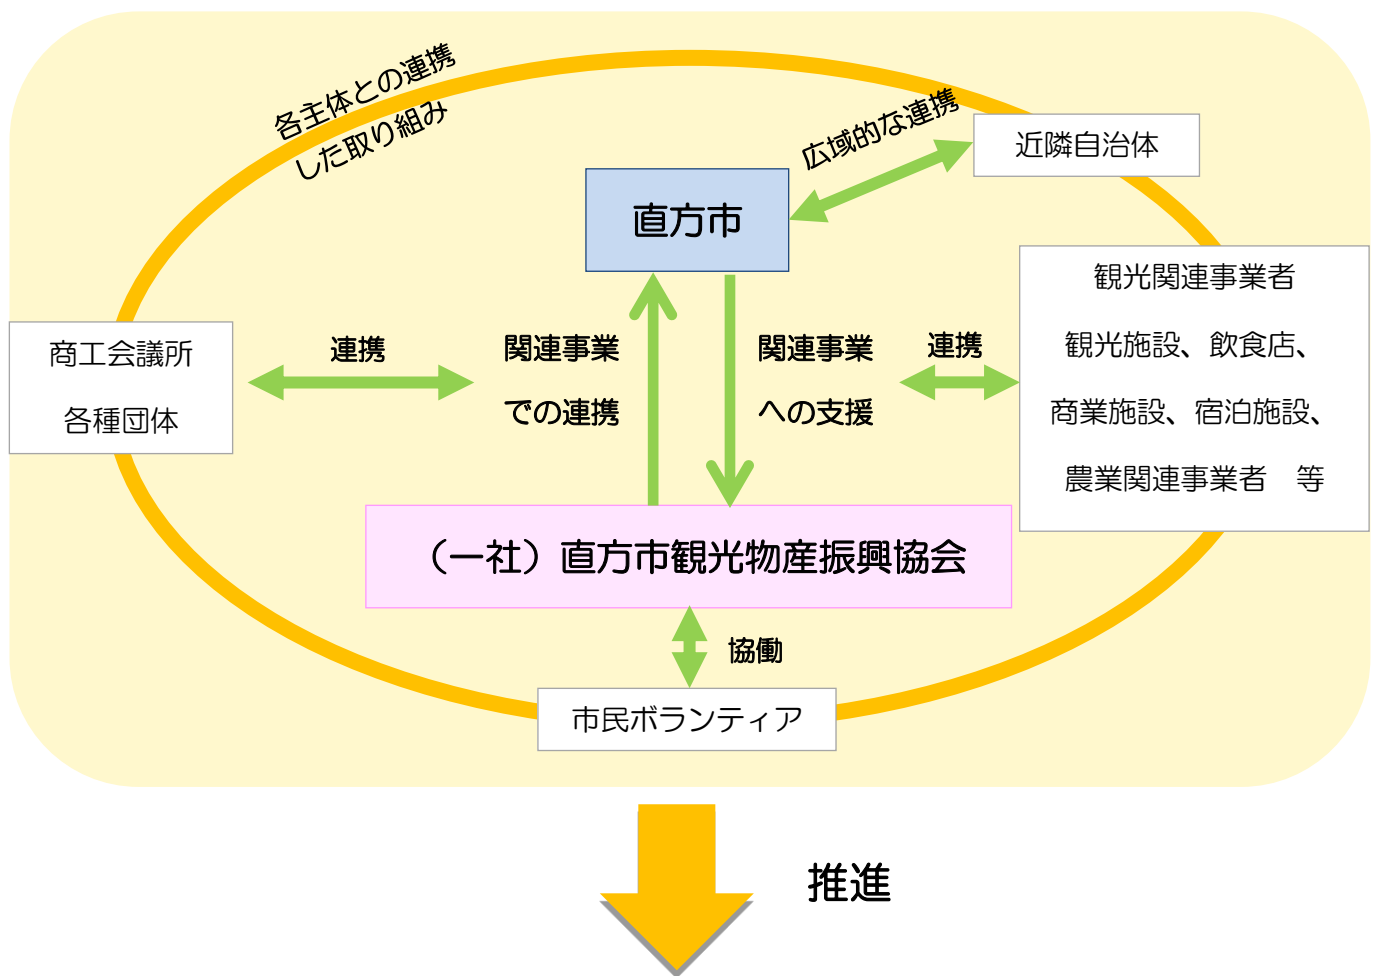 各主体との連携
した取り組み
広域的な連携
近隣自治体
直方市
観光関連事業者
観光施設、飲食店、
商業施設、宿泊施設、
農業関連事業者　等
商工会議所
各種団体
連携
関連事業
での連携
関連事業
への支援
連携
（一社）直方市観光物産振興協会
協働
市民ボランティア
推進